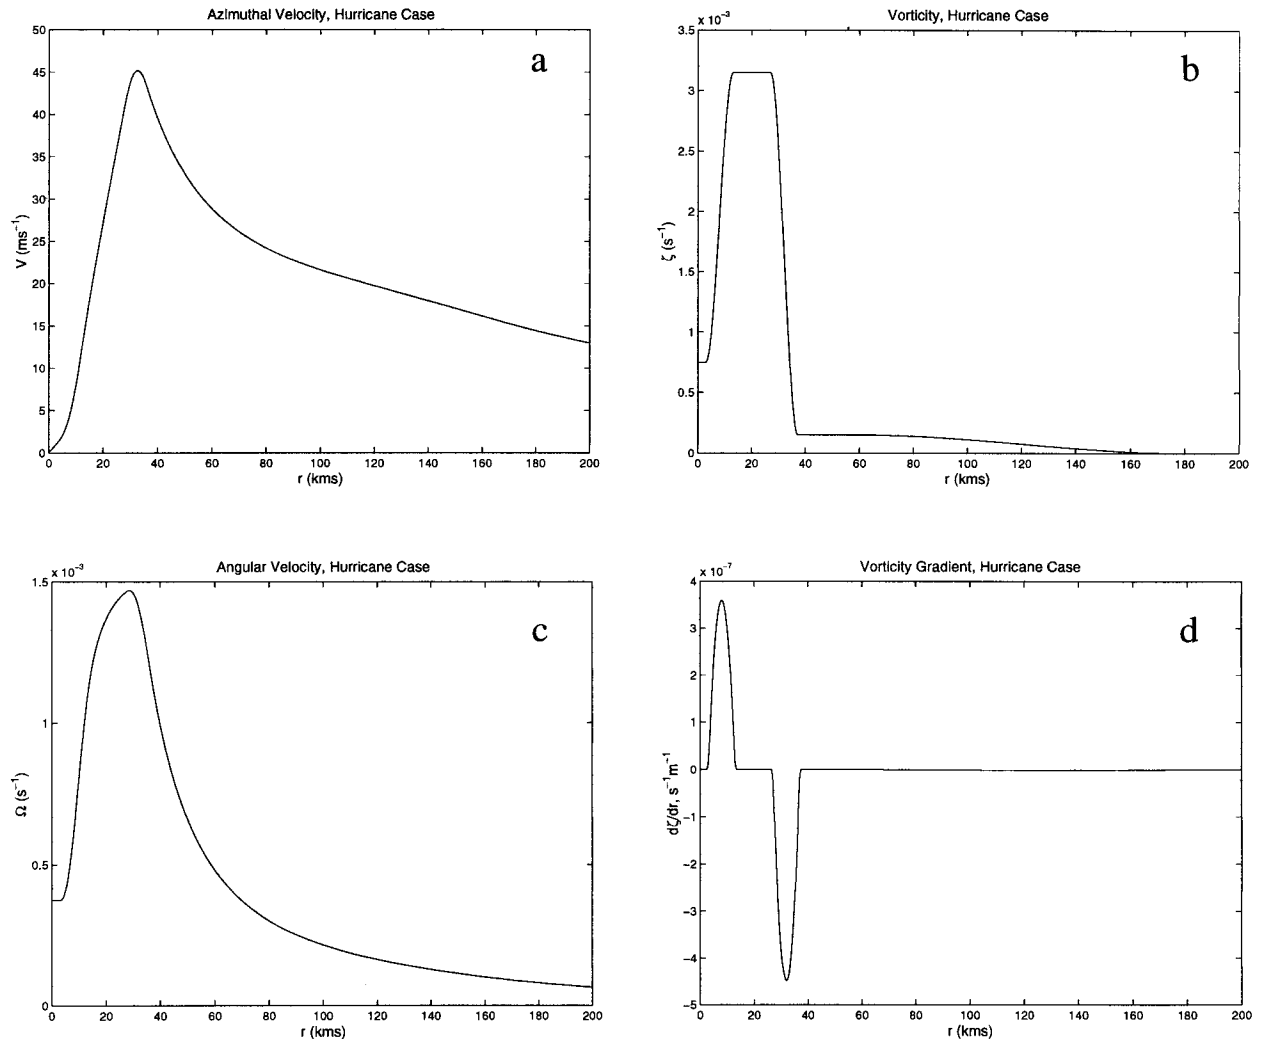 Azimuthal Velocity, Hurricane Case
a
50
45
40
35
30
25
20
15
10
5
0
V (ms⁻¹)
0 20 40 60 80 100 120 140 160 180 200
r (kms)
Vorticity, Hurricane Case
x 10⁻³
b
3.5
3
2.5
2
1.5
1
0.5
0
ζ (s⁻¹)
0 20 40 60 80 100 120 140 160 180 200
r (kms)
Angular Velocity, Hurricane Case
x 10⁻³
c
1.5
1
0.5
0
Ω (s⁻¹)
0 20 40 60 80 100 120 140 160 180 200
r (kms)
Vorticity Gradient, Hurricane Case
x 10⁻⁷
d
4
3
2
1
0
−1
−2
−3
−4
−5
dζ/dr, s⁻¹m⁻¹
0 20 40 60 80 100 120 140 160 180 200
r (kms)